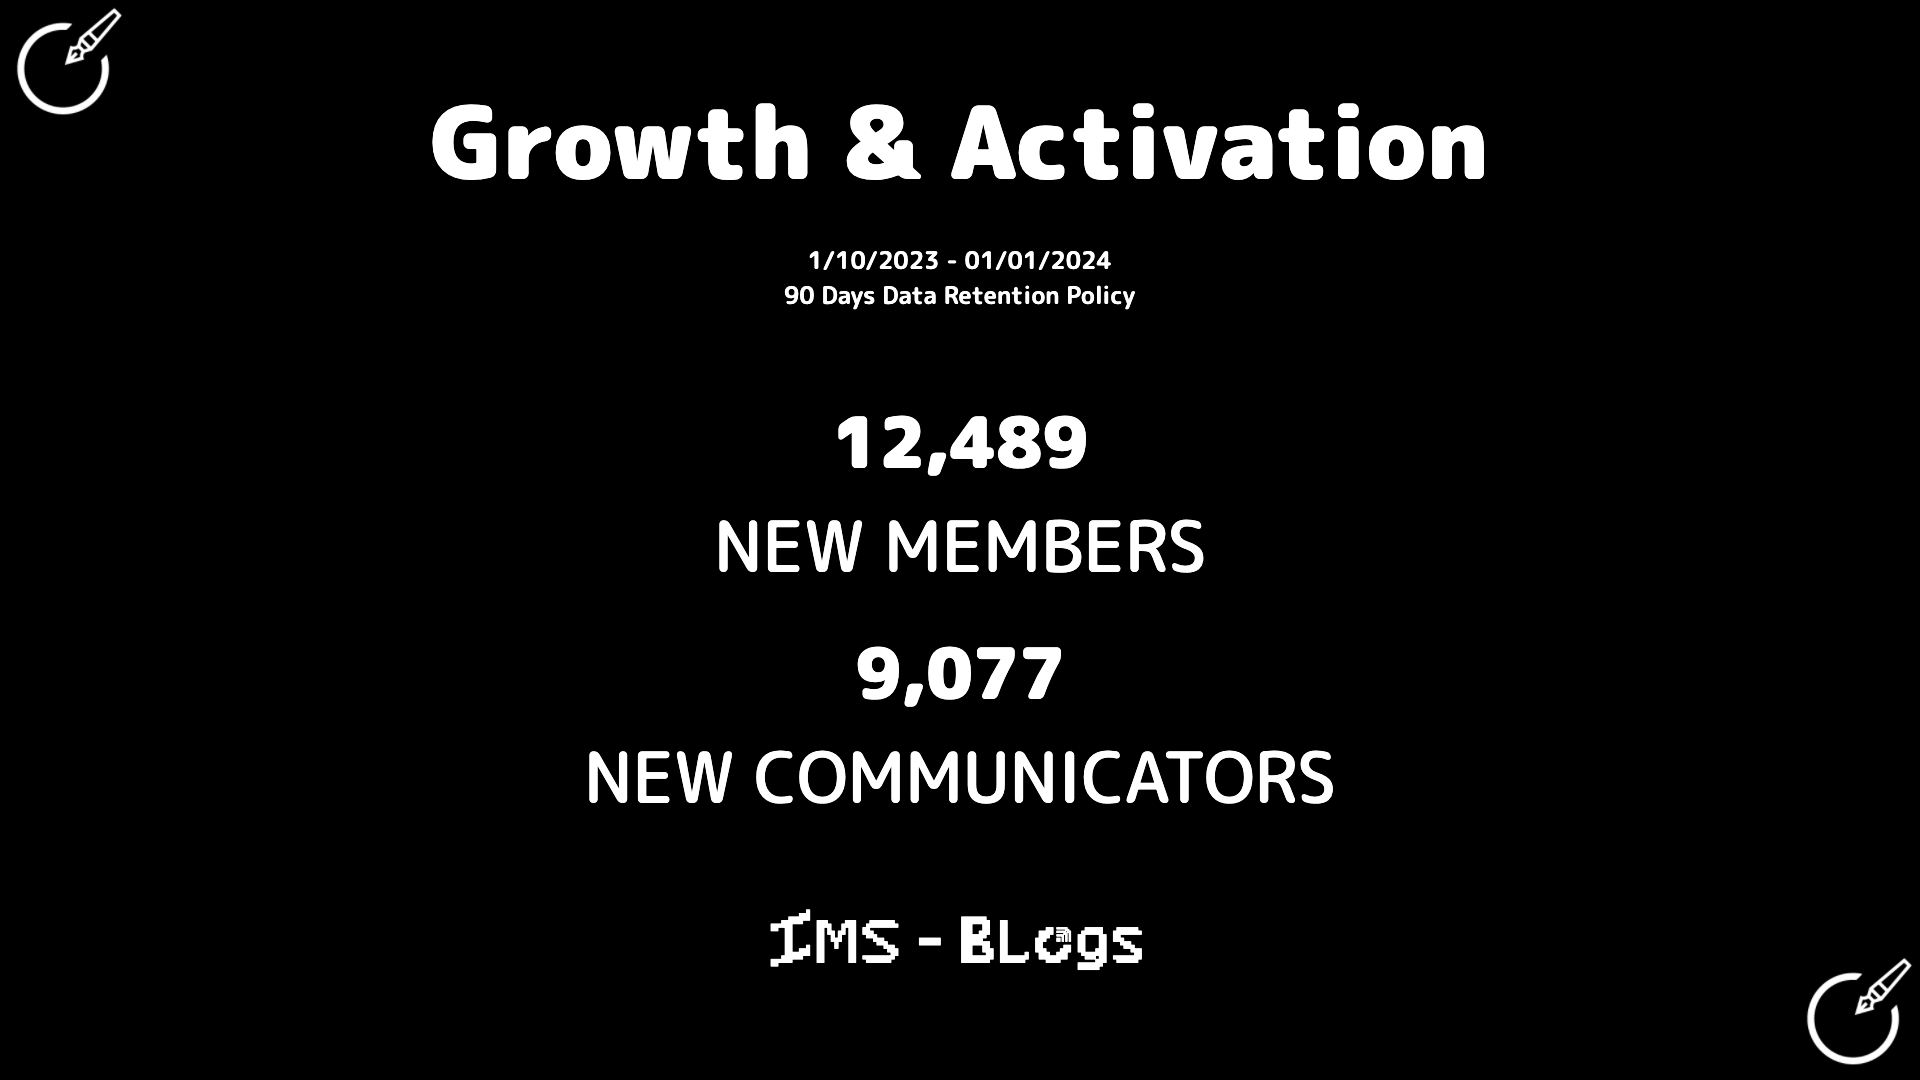 Growth & Activation
1/10/2023 - 01/01/2024
90 Days Data Retention Policy
12,489
NEW MEMBERS
9,077
NEW COMMUNICATORS
IMS - BLogs